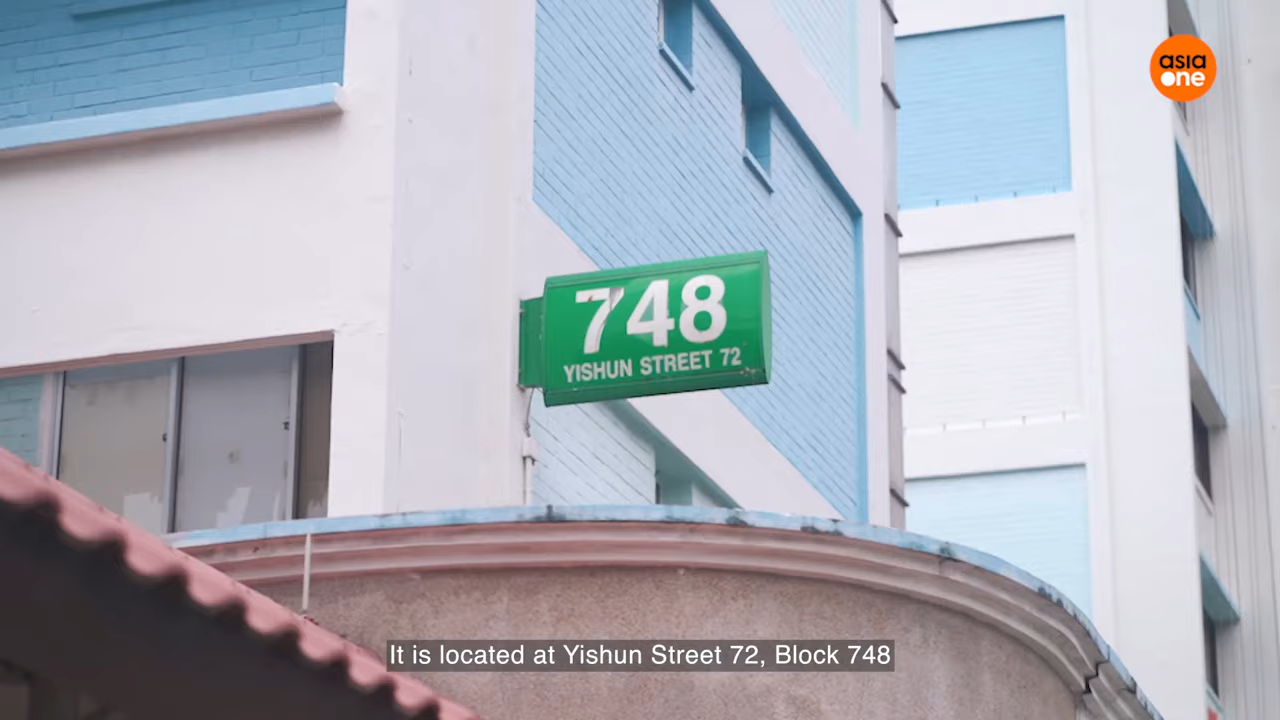 asia
one
748
YISHUN STREET 72
It is located at Yishun Street 72, Block 748